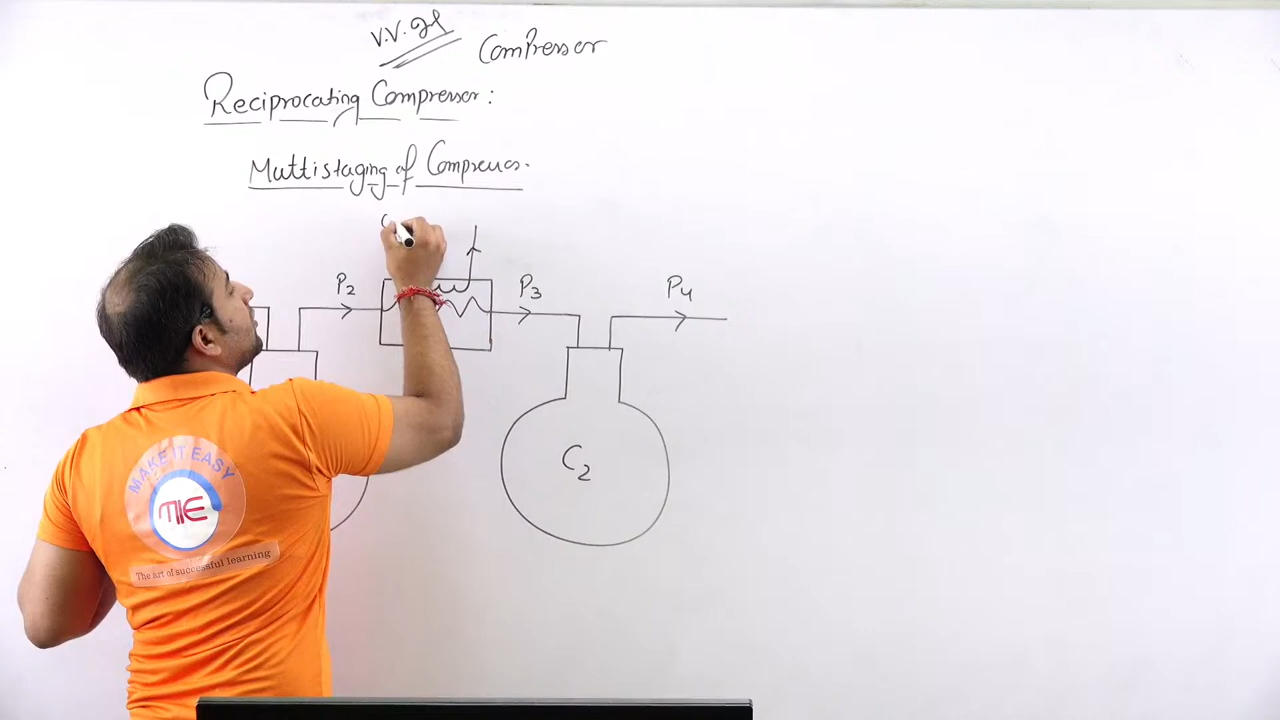 V.V.
Compressor
Reciprocating Compressor:
Multistaging of Compressor.
P2
P3
P4
C2
MAKE IT EASY
MIE
The art of successful learning